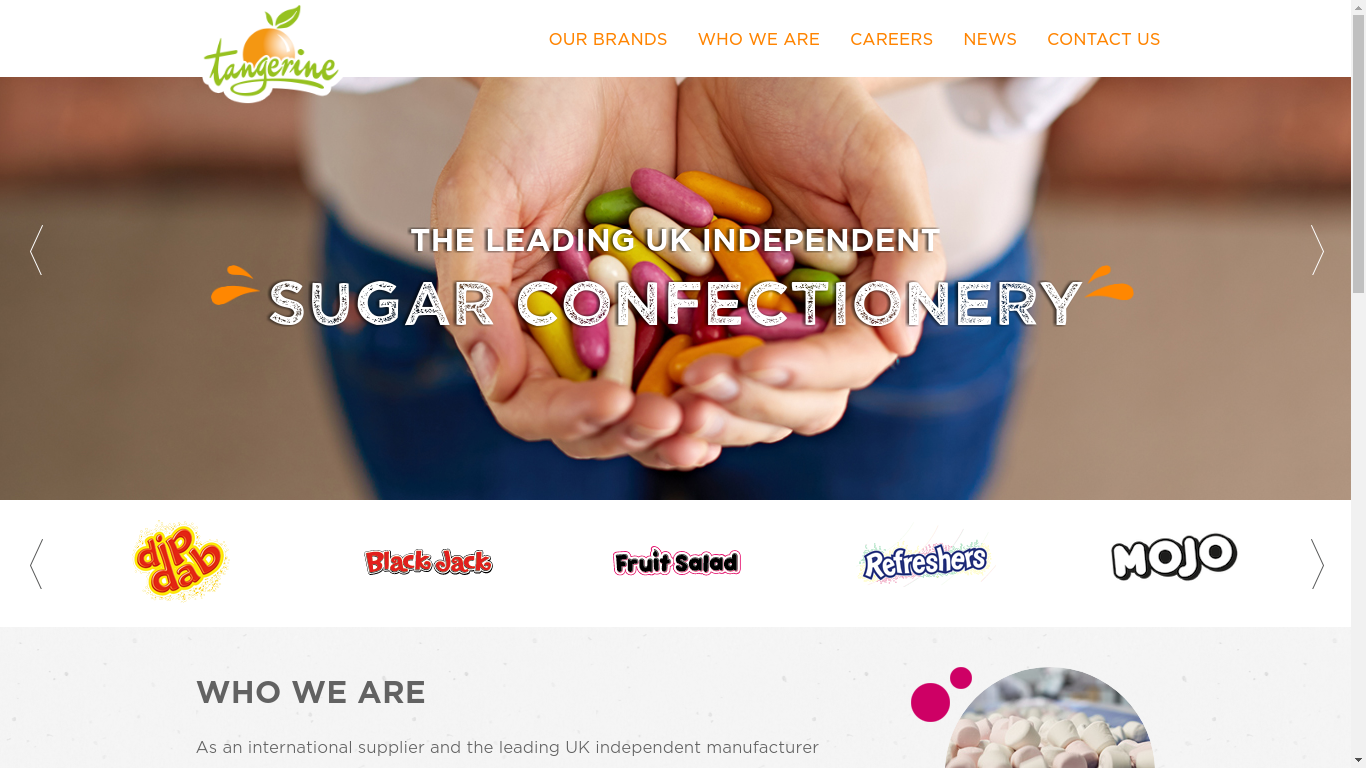 tangerine
OUR BRANDS WHO WE ARE CAREERS NEWS CONTACT US
THE LEADING UK INDEPENDENT
SUGAR CONFECTIONERY
dip dab
Black Jack
Fruit Salad
Refreshers
MOJO
WHO WE ARE
As an international supplier and the leading UK independent manufacturer